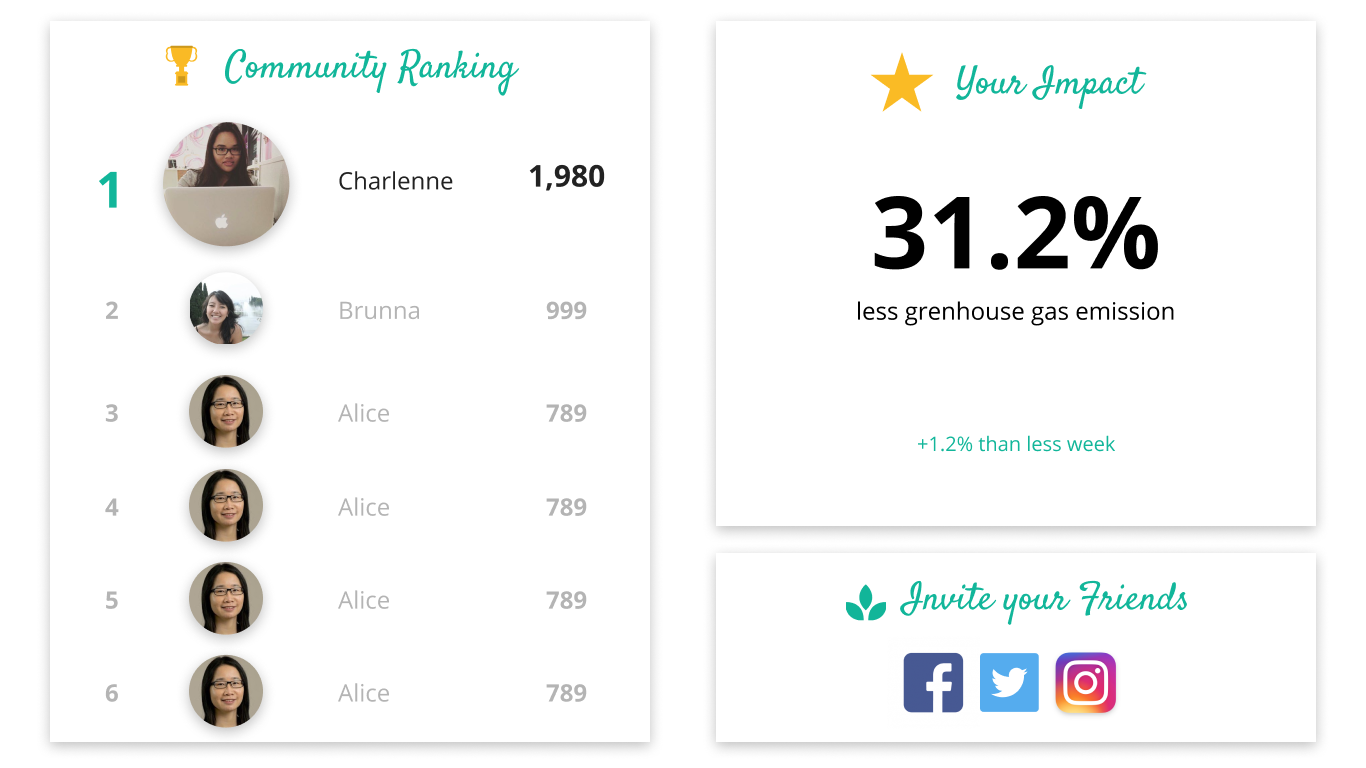 Community Ranking
1 Charlenne 1,980
2 Brunna 999
3 Alice 789
4 Alice 789
5 Alice 789
6 Alice 789
Your Impact
31.2%
less grenhouse gas emission
+1.2% than less week
Invite your Friends